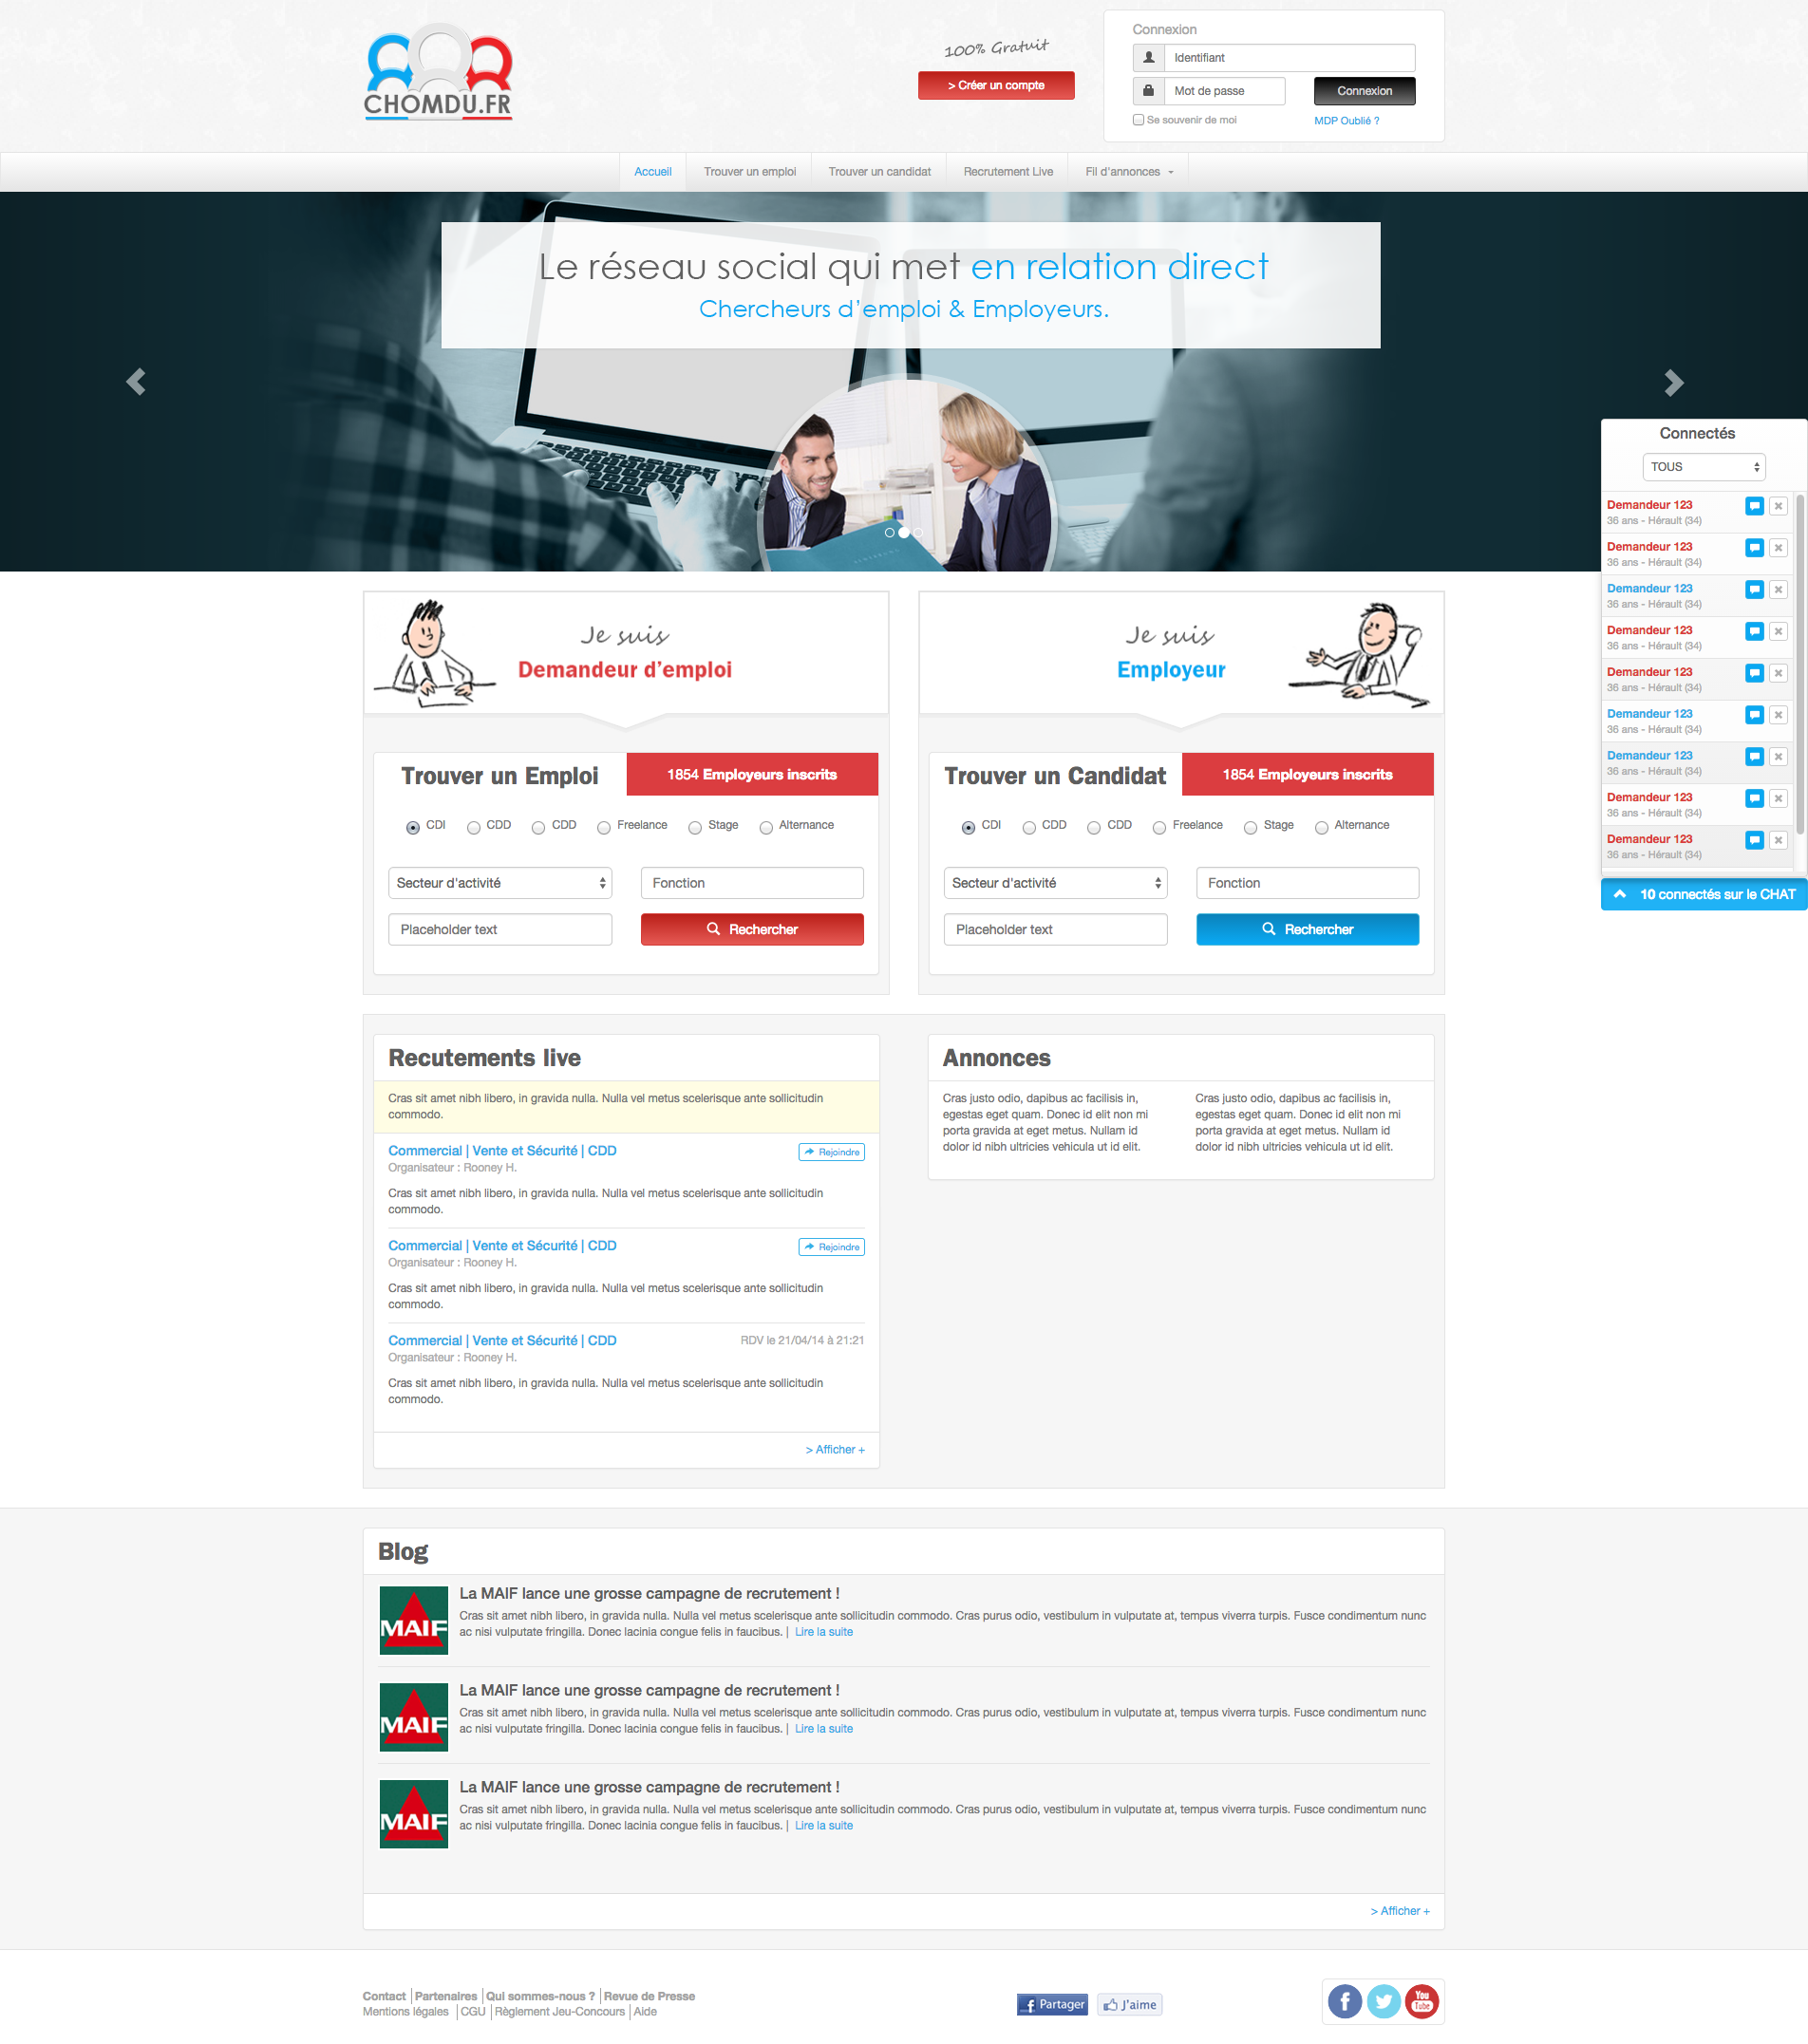 CHOMDU.FR
100% Gratuit
> Créer un compte
Connexion
Identifiant
Mot de passe
Connexion
Se souvenir de moi
MDP Oublié ?
Accueil
Trouver un emploi
Trouver un candidat
Recrutement Live
Fil d'annonces
Le réseau social qui met en relation direct
Chercheurs d'emploi & Employeurs.
Connectés
TOUS
Demandeur 123
36 ans - Hérault (34)
Demandeur 123
36 ans - Hérault (34)
Demandeur 123
36 ans - Hérault (34)
Demandeur 123
36 ans - Hérault (34)
Demandeur 123
36 ans - Hérault (34)
Demandeur 123
36 ans - Hérault (34)
Demandeur 123
36 ans - Hérault (34)
Demandeur 123
36 ans - Hérault (34)
Demandeur 123
36 ans - Hérault (34)
10 connectés sur le CHAT
Je suis
Demandeur d'emploi
Trouver un Emploi
1854 Employeurs inscrits
CDI CDD CDD Freelance Stage Alternance
Secteur d'activité
Fonction
Placeholder text
Rechercher
Je suis
Employeur
Trouver un Candidat
1854 Employeurs inscrits
CDI CDD CDD Freelance Stage Alternance
Secteur d'activité
Fonction
Placeholder text
Rechercher
Recutements live
Cras sit amet nibh libero, in gravida nulla. Nulla vel metus scelerisque ante sollicitudin
commodo.
Commercial | Vente et Sécurité | CDD
Rejoindre
Organisateur : Rooney H.
Cras sit amet nibh libero, in gravida nulla. Nulla vel metus scelerisque ante sollicitudin
commodo.
Commercial | Vente et Sécurité | CDD
Rejoindre
Organisateur : Rooney H.
Cras sit amet nibh libero, in gravida nulla. Nulla vel metus scelerisque ante sollicitudin
commodo.
Commercial | Vente et Sécurité | CDD
RDV le 21/04/14 à 21:21
Organisateur : Rooney H.
Cras sit amet nibh libero, in gravida nulla. Nulla vel metus scelerisque ante sollicitudin
commodo.
> Afficher +
Annonces
Cras justo odio, dapibus ac facilisis in,
egestas eget quam. Donec id elit non mi
porta gravida at eget metus. Nullam id
dolor id nibh ultricies vehicula ut id elit.
Cras justo odio, dapibus ac facilisis in,
egestas eget quam. Donec id elit non mi
porta gravida at eget metus. Nullam id
dolor id nibh ultricies vehicula ut id elit.
Blog
MAIF
La MAIF lance une grosse campagne de recrutement !
Cras sit amet nibh libero, in gravida nulla. Nulla vel metus scelerisque ante sollicitudin commodo. Cras purus odio, vestibulum in vulputate at, tempus viverra turpis. Fusce condimentum nunc
ac nisi vulputate fringilla. Donec lacinia congue felis in faucibus. | Lire la suite
MAIF
La MAIF lance une grosse campagne de recrutement !
Cras sit amet nibh libero, in gravida nulla. Nulla vel metus scelerisque ante sollicitudin commodo. Cras purus odio, vestibulum in vulputate at, tempus viverra turpis. Fusce condimentum nunc
ac nisi vulputate fringilla. Donec lacinia congue felis in faucibus. | Lire la suite
MAIF
La MAIF lance une grosse campagne de recrutement !
Cras sit amet nibh libero, in gravida nulla. Nulla vel metus scelerisque ante sollicitudin commodo. Cras purus odio, vestibulum in vulputate at, tempus viverra turpis. Fusce condimentum nunc
ac nisi vulputate fringilla. Donec lacinia congue felis in faucibus. | Lire la suite
> Afficher +
Contact | Partenaires | Qui sommes-nous ? | Revue de Presse
Mentions légales | CGU | Règlement Jeu-Concours | Aide
f Partager
J'aime
f
You
Tube